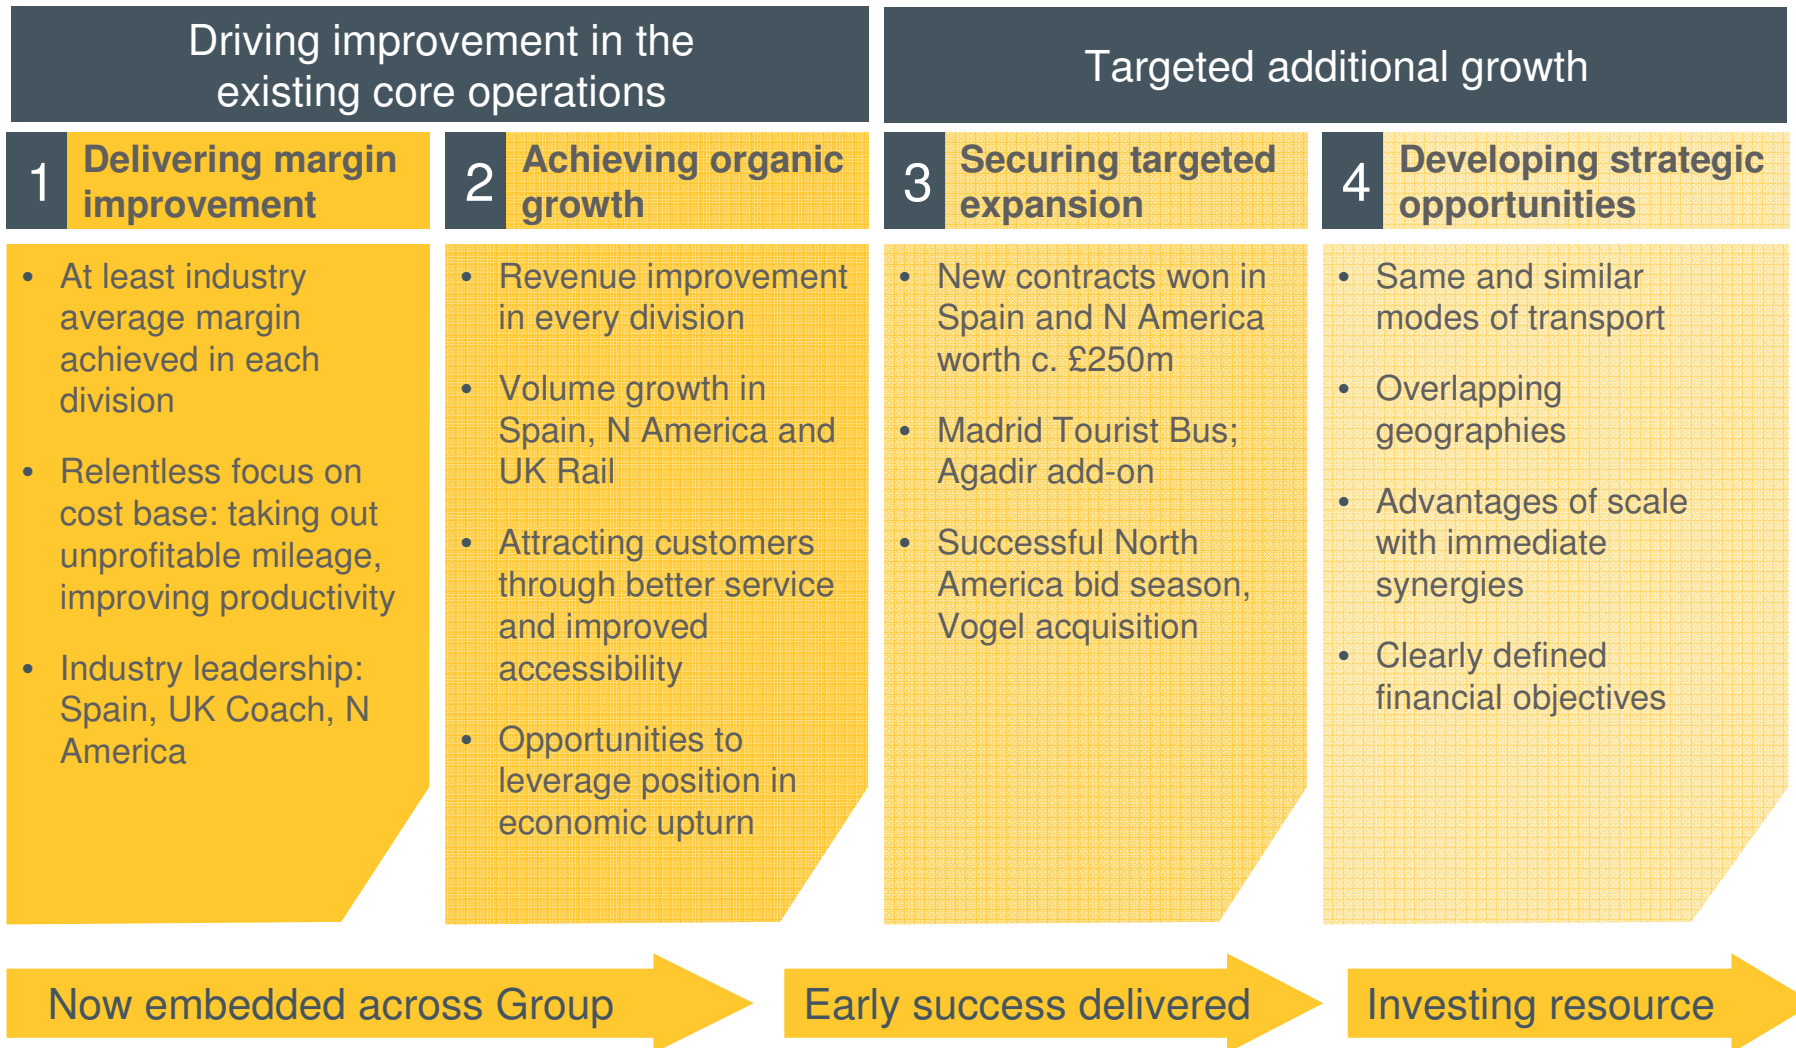 Driving improvement in the
existing core operations
Targeted additional growth
1
Delivering margin
improvement
• At least industry
average margin
achieved in each
division
• Relentless focus on
cost base: taking out
unprofitable mileage,
improving productivity
• Industry leadership:
Spain, UK Coach, N
America
2
Achieving organic
growth
• Revenue improvement
in every division
• Volume growth in
Spain, N America and
UK Rail
• Attracting customers
through better service
and improved
accessibility
• Opportunities to
leverage position in
economic upturn
3
Securing targeted
expansion
• New contracts won in
Spain and N America
worth c. £250m
• Madrid Tourist Bus;
Agadir add-on
• Successful North
America bid season,
Vogel acquisition
4
Developing strategic
opportunities
• Same and similar
modes of transport
• Overlapping
geographies
• Advantages of scale
with immediate
synergies
• Clearly defined
financial objectives
Now embedded across Group
Early success delivered
Investing resource